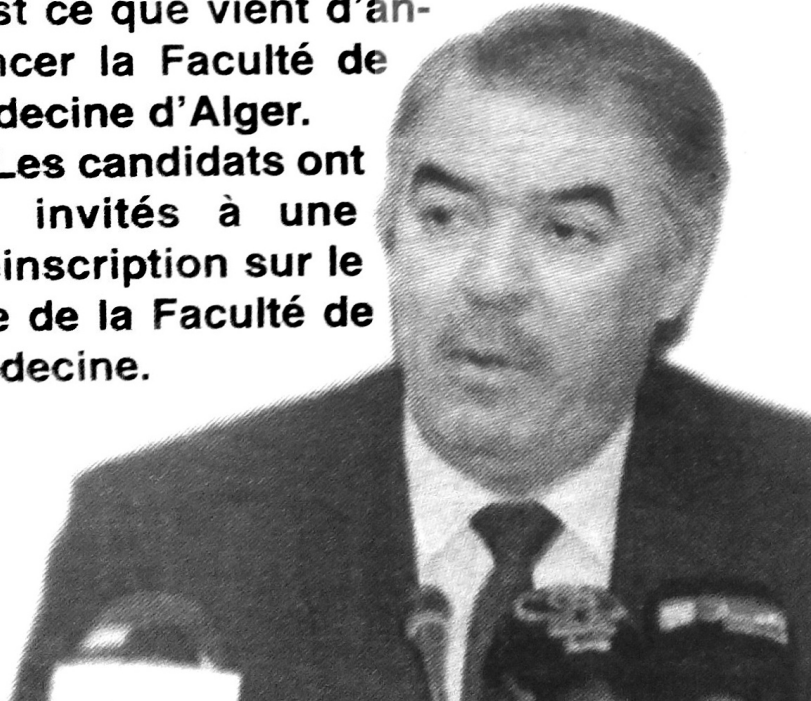 st ce que vient d'an-
ncer la Faculté de
decine d'Alger.
Les candidats ont
invités à une
inscription sur le
e de la Faculté de
decine.